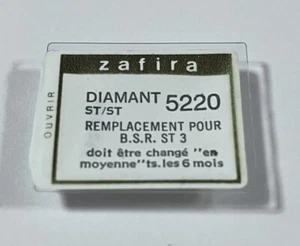 zafira
OUVRIR
DIAMANT 5220
ST/ST
REMPLACEMENT POUR
B.S.R. ST 3
doit être changé "en
moyenne"ts.les 6 mois